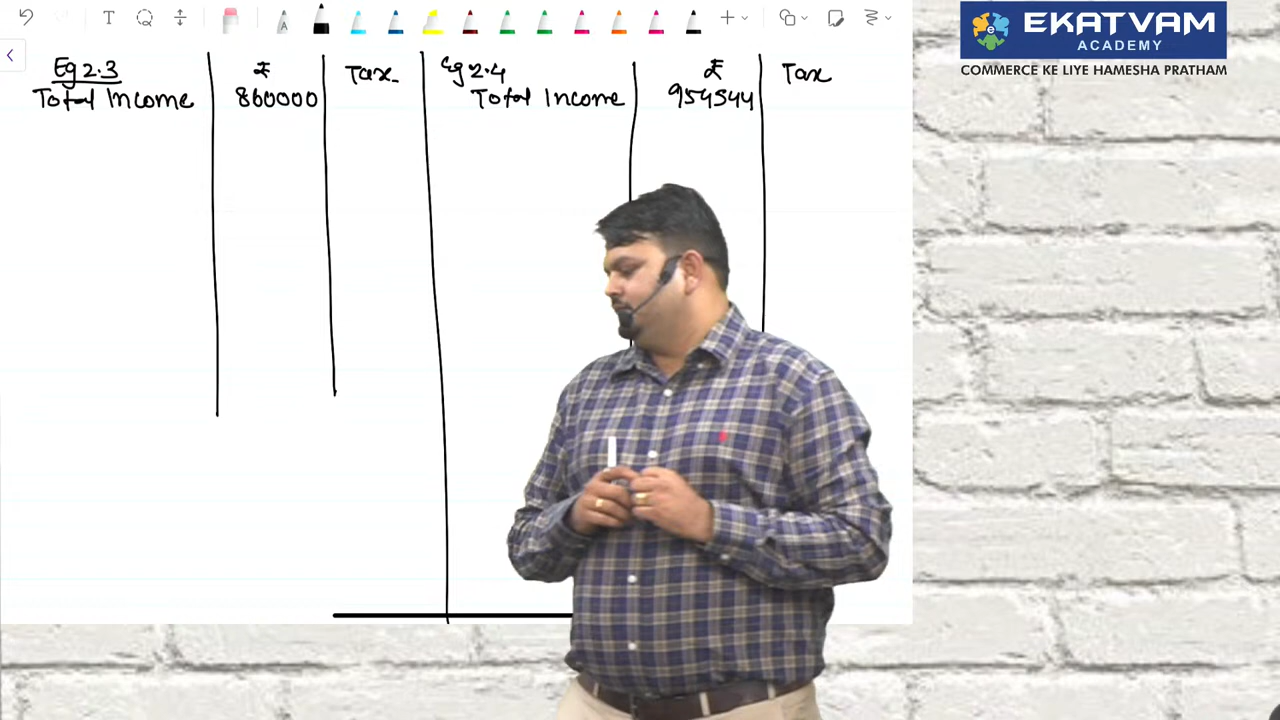 EKATVAM
ACADEMY
COMMERCE KE LIYE HAMESHA PRATHAM
Eg 2.3 ₹ Tax
Total Income 860000
Eg 2.4 ₹ Tax
Total Income 954544